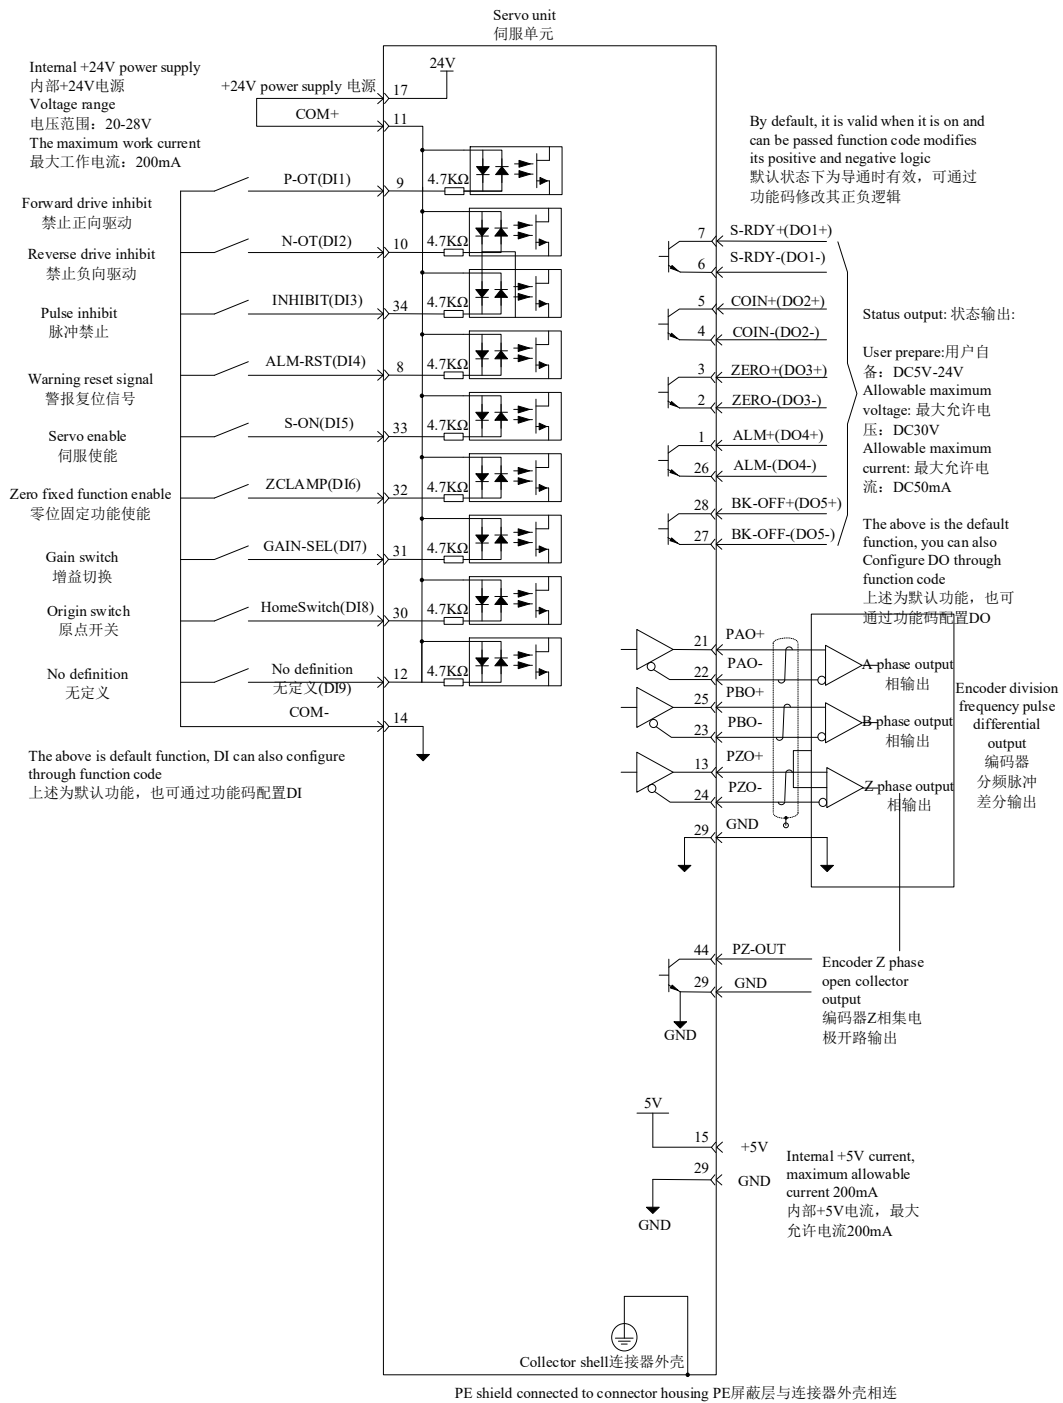 Servo unit
伺服单元
Internal +24V power supply
内部+24V电源
Voltage range
电压范围：20-28V
The maximum work current
最大工作电流：200mA
+24V power supply 电源
17
24V
COM+
11
P-OT(DI1)
9
4.7KΩ
Forward drive inhibit
禁止正向驱动
N-OT(DI2)
10
4.7KΩ
Reverse drive inhibit
禁止负向驱动
INHIBIT(DI3)
34
4.7KΩ
Pulse inhibit
脉冲禁止
ALM-RST(DI4)
8
4.7KΩ
Warning reset signal
警报复位信号
S-ON(DI5)
33
4.7KΩ
Servo enable
伺服使能
ZCLAMP(DI6)
32
4.7KΩ
Zero fixed function enable
零位固定功能使能
GAIN-SEL(DI7)
31
4.7KΩ
Gain switch
增益切换
HomeSwitch(DI8)
30
4.7KΩ
Origin switch
原点开关
No definition
无定义(DI9)
12
4.7KΩ
No definition
无定义
COM-
14
The above is default function, DI can also configure
through function code
上述为默认功能，也可通过功能码配置DI
By default, it is valid when it is on and
can be passed function code modifies
its positive and negative logic
默认状态下为导通时有效，可通过
功能码修改其正负逻辑
7
S-RDY+(DO1+)
6
S-RDY-(DO1-)
5
COIN+(DO2+)
4
COIN-(DO2-)
3
ZERO+(DO3+)
2
ZERO-(DO3-)
1
ALM+(DO4+)
26
ALM-(DO4-)
28
BK-OFF+(DO5+)
27
BK-OFF-(DO5-)
Status output: 状态输出:
User prepare:用户自
备：DC5V-24V
Allowable maximum
voltage: 最大允许电
压：DC30V
Allowable maximum
current: 最大允许电
流：DC50mA
The above is the default
function, you can also
Configure DO through
function code
上述为默认功能，也可
通过功能码配置DO
21
PAO+
22
PAO-
A phase output
相输出
25
PBO+
23
PBO-
B phase output
相输出
13
PZO+
24
PZO-
Z phase output
相输出
29
GND
Encoder division
frequency pulse
differential
output
编码器
分频脉冲
差分输出
44
PZ-OUT
29
GND
GND
Encoder Z phase
open collector
output
编码器Z相集电
极开路输出
5V
15
+5V
29
GND
GND
Internal +5V current,
maximum allowable
current 200mA
内部+5V电流，最大
允许电流200mA
Collector shell连接器外壳
PE shield connected to connector housing PE屏蔽层与连接器外壳相连